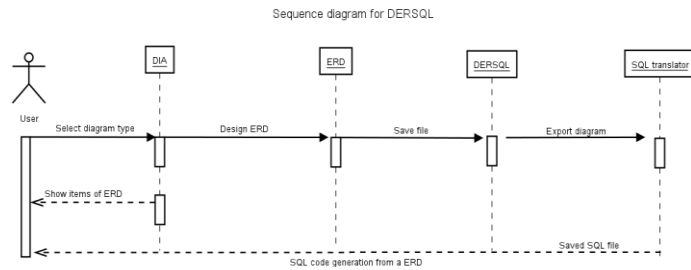 Sequence diagram for DERSQL
DIA
ERD
DERSQL
SQL translator
User
Select diagram type
Design ERD
Save file
Export diagram
Show items of ERD
Saved SQL file
SQL code generation from a ERD